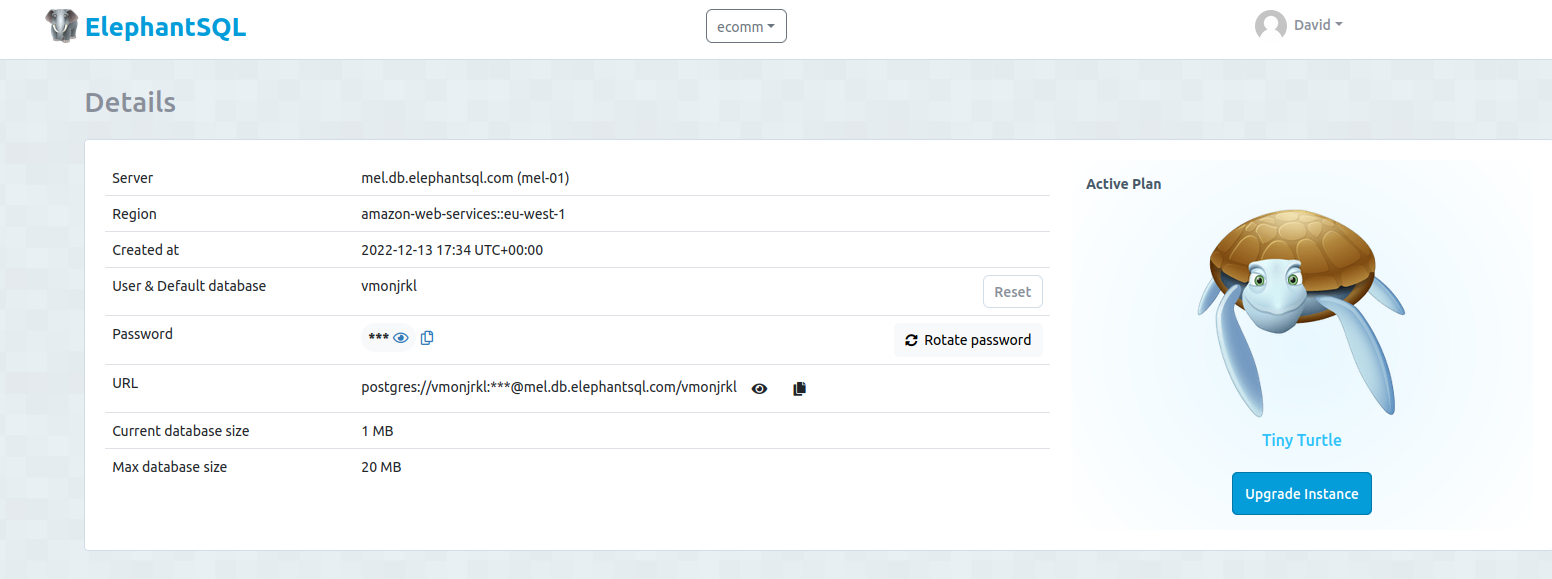 ElephantSQL
ecomm
David
Details
Server mel.db.elephantsql.com (mel-01)
Region amazon-web-services::eu-west-1
Created at 2022-12-13 17:34 UTC+00:00
User & Default database vmonjrkl Reset
Password *** Rotate password
URL postgres://vmonjrkl:***@mel.db.elephantsql.com/vmonjrkl
Current database size 1 MB
Max database size 20 MB
Active Plan
Tiny Turtle
Upgrade Instance